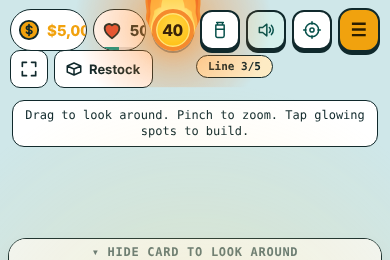 $5,00
50
40
Restock
Line 3/5
Drag to look around. Pinch to zoom. Tap glowing
spots to build.
▾ HIDE CARD TO LOOK AROUND